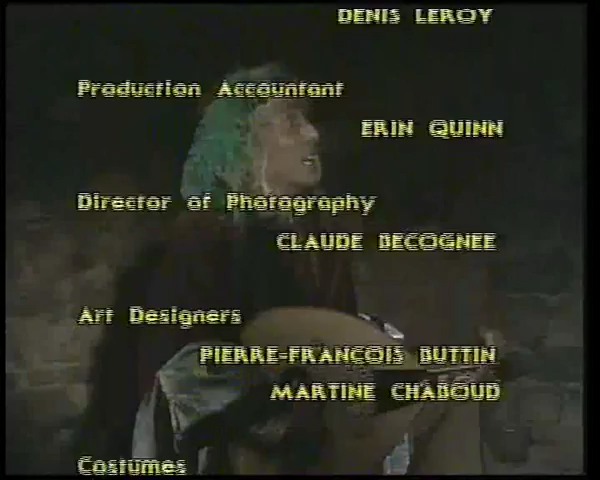 DENIS LEROY
Production Accountant
ERIN QUINN
Director of Photography
CLAUDE BECOGNEE
Art Designers
PIERRE-FRANCOIS BUTTIN
MARTINE CHABOUD
Costumes